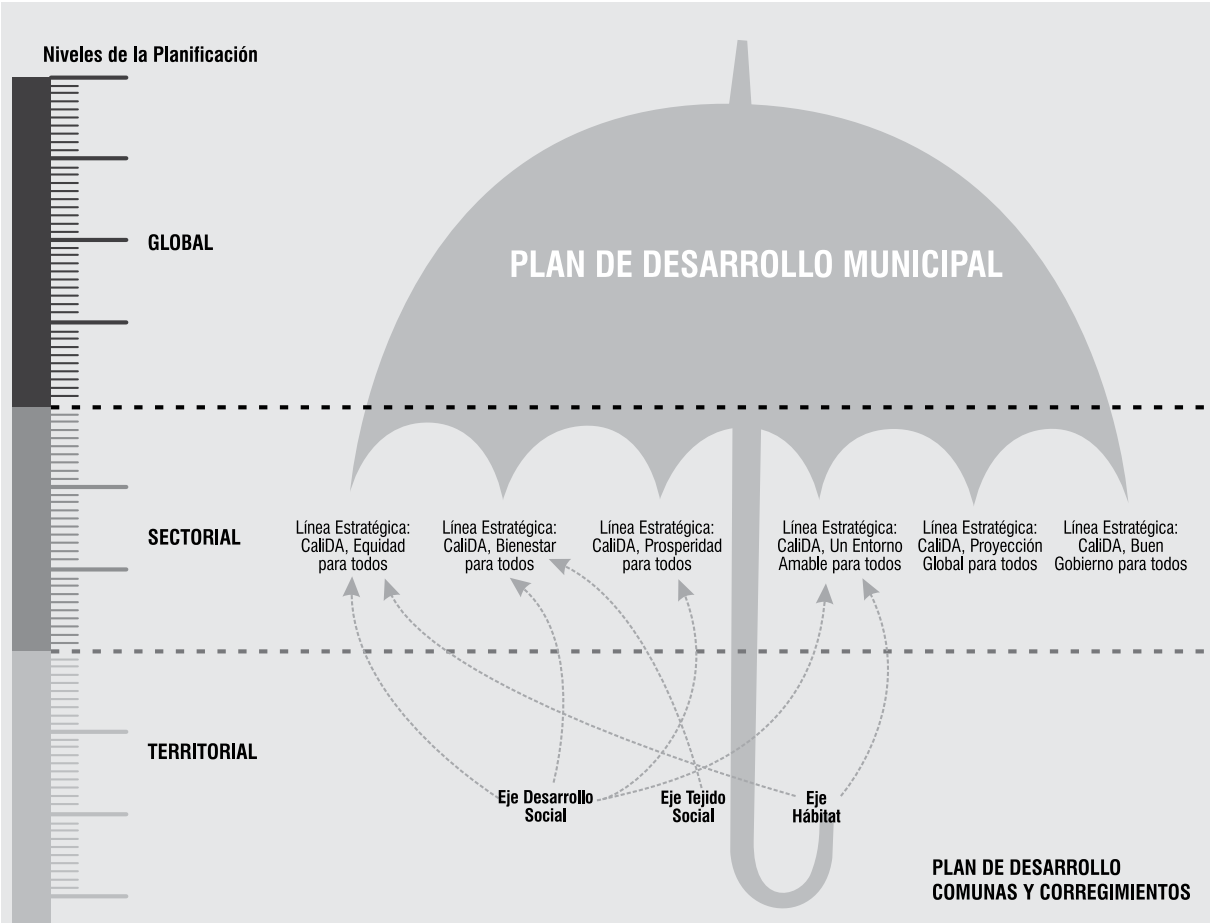 Niveles de la Planificación
GLOBAL
PLAN DE DESARROLLO MUNICIPAL
SECTORIAL
Línea Estratégica:
CaliDA, Equidad
para todos
Línea Estratégica:
CaliDA, Bienestar
para todos
Línea Estratégica:
CaliDA, Prosperidad
para todos
Línea Estratégica:
CaliDA, Un Entorno
Amable para todos
Línea Estratégica:
CaliDA, Proyección
Global para todos
Línea Estratégica:
CaliDA, Buen
Gobierno para todos
TERRITORIAL
Eje Desarrollo
Social
Eje Tejido
Social
Eje
Hábitat
PLAN DE DESARROLLO
COMUNAS Y CORREGIMIENTOS